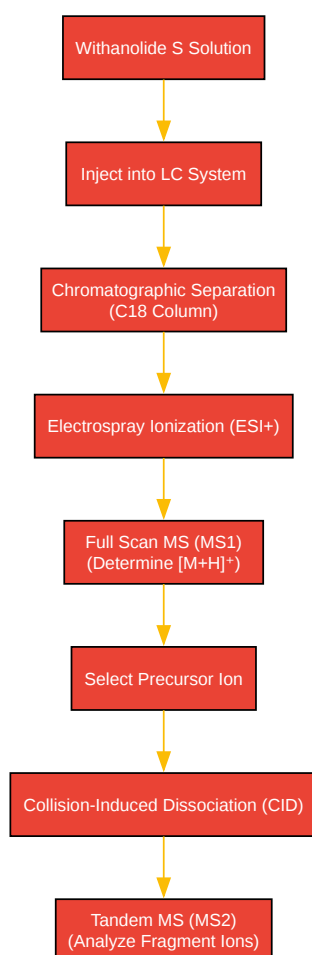 Withanolide S Solution
Inject into LC System
Chromatographic Separation
(C18 Column)
Electrospray Ionization (ESI+)
Full Scan MS (MS1)
(Determine [M+H]⁺)
Select Precursor Ion
Collision-Induced Dissociation (CID)
Tandem MS (MS2)
(Analyze Fragment Ions)